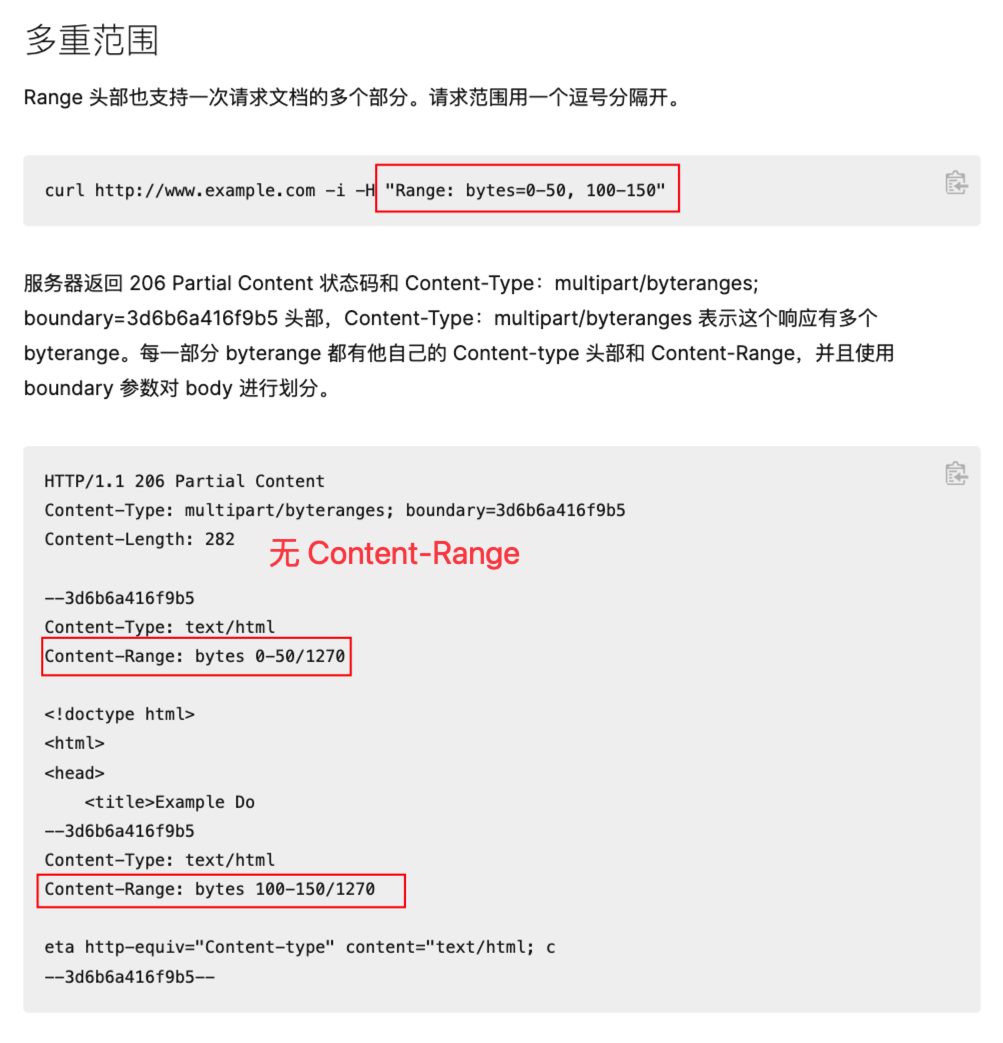 多重范围
Range 头部也支持一次请求文档的多个部分。请求范围用一个逗号分隔开。
curl http://www.example.com -i -H "Range: bytes=0-50, 100-150"
服务器返回 206 Partial Content 状态码和 Content-Type：multipart/byteranges;
boundary=3d6b6a416f9b5 头部，Content-Type：multipart/byteranges 表示这个响应有多个
byterange。每一部分 byterange 都有他自己的 Content-type 头部和 Content-Range，并且使用
boundary 参数对 body 进行划分。
HTTP/1.1 206 Partial Content
Content-Type: multipart/byteranges; boundary=3d6b6a416f9b5
Content-Length: 282
无 Content-Range
--3d6b6a416f9b5
Content-Type: text/html
Content-Range: bytes 0-50/1270
<!doctype html>
<html>
<head>
    <title>Example Do
--3d6b6a416f9b5
Content-Type: text/html
Content-Range: bytes 100-150/1270
eta http-equiv="Content-type" content="text/html; c
--3d6b6a416f9b5--